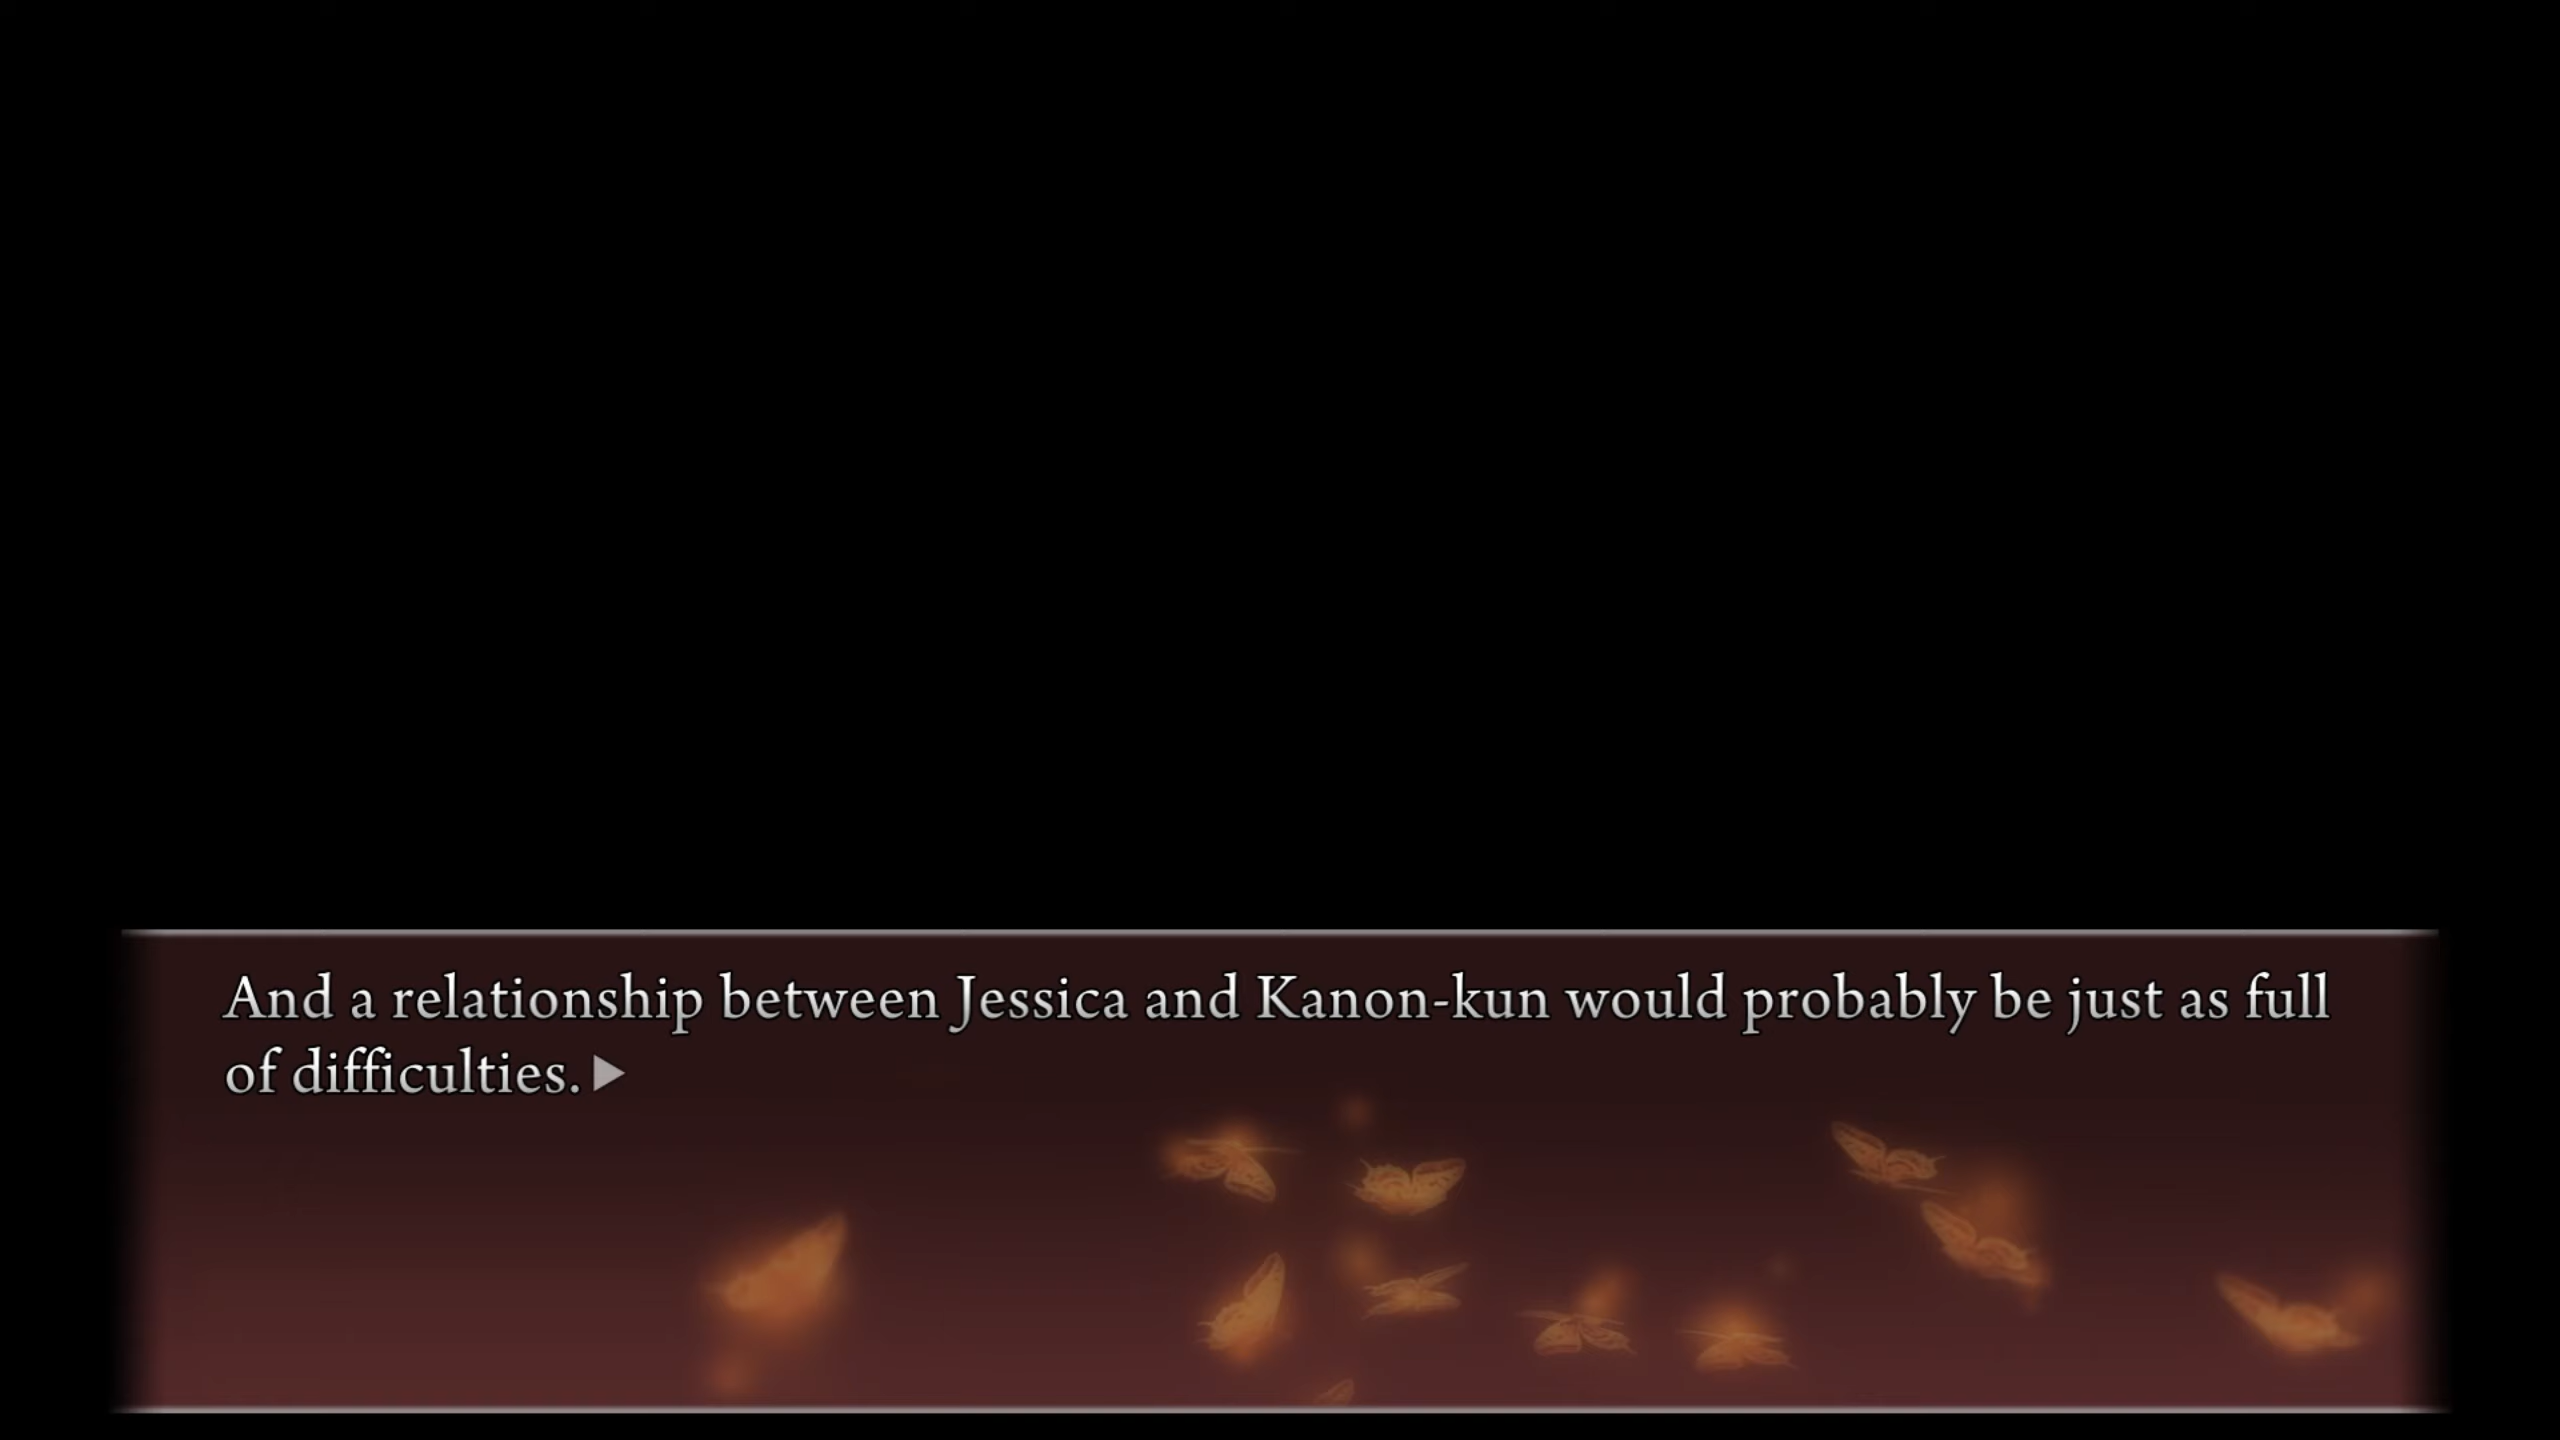 And a relationship between Jessica and Kanon-kun would probably be just as full
of difficulties.